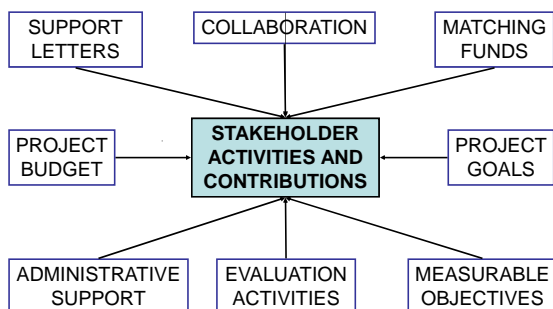 SUPPORT
LETTERS
COLLABORATION
MATCHING
FUNDS
PROJECT
BUDGET
STAKEHOLDER
ACTIVITIES AND
CONTRIBUTIONS
PROJECT
GOALS
ADMINISTRATIVE
SUPPORT
EVALUATION
ACTIVITIES
MEASURABLE
OBJECTIVES